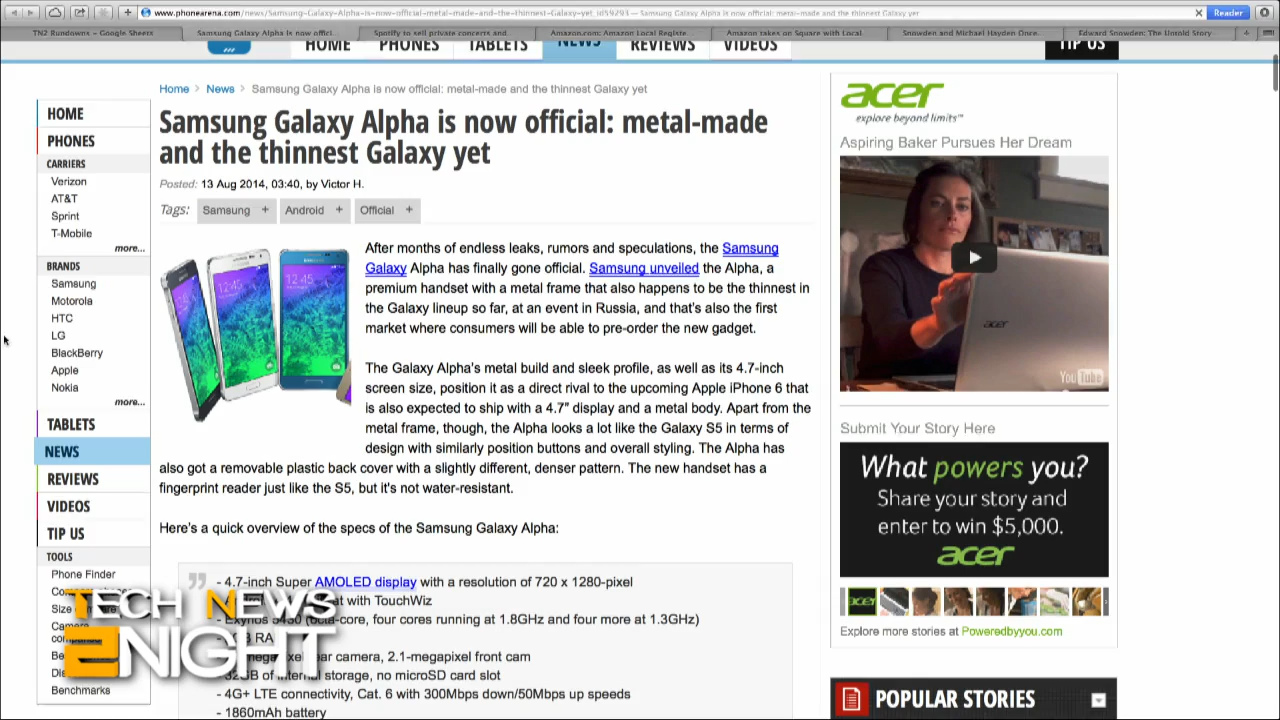 www.phonearena.com/news/Samsung-Galaxy-Alpha-is-now-official-metal-made-and-the-thinnest-Galaxy-yet_id59293 — Samsung Galaxy Alpha is now official: metal-made and the thinnest Galaxy yet
Reader
TN2 Rundowns – Google Sheets
Samsung Galaxy Alpha is now offici...
Spotify to sell private concerts and
Amazon.com: Amazon Local Registe...
Amazon takes on Square with Local
Snowden and Michael Hayden Once...
Edward Snowden: The Untold Story
HOME
PHONES
TABLETS
NEWS
REVIEWS
VIDEOS
TIP US
Home > News > Samsung Galaxy Alpha is now official: metal-made and the thinnest Galaxy yet
HOME
PHONES
CARRIERS
Verizon
AT&T
Sprint
T-Mobile
more...
BRANDS
Samsung
Motorola
HTC
LG
BlackBerry
Apple
Nokia
more...
TABLETS
NEWS
REVIEWS
VIDEOS
TIP US
TOOLS
Phone Finder
Size
Benchmarks
TECH NEWS
2NIGHT
Samsung Galaxy Alpha is now official: metal-made
and the thinnest Galaxy yet
Posted: 13 Aug 2014, 03:40, by Victor H.
Tags: Samsung + Android + Official +
After months of endless leaks, rumors and speculations, the Samsung
Galaxy Alpha has finally gone official. Samsung unveiled the Alpha, a
premium handset with a metal frame that also happens to be the thinnest in
the Galaxy lineup so far, at an event in Russia, and that's also the first
market where consumers will be able to pre-order the new gadget.
The Galaxy Alpha's metal build and sleek profile, as well as its 4.7-inch
screen size, position it as a direct rival to the upcoming Apple iPhone 6 that
is also expected to ship with a 4.7" display and a metal body. Apart from the
metal frame, though, the Alpha looks a lot like the Galaxy S5 in terms of
design with similarly position buttons and overall styling. The Alpha has
also got a removable plastic back cover with a slightly different, denser pattern. The new handset has a
fingerprint reader just like the S5, but it's not water-resistant.
Here's a quick overview of the specs of the Samsung Galaxy Alpha:
- 4.7-inch Super AMOLED display with a resolution of 720 x 1280-pixel
with TouchWiz
- Exynos 5430 (octa-core, four cores running at 1.8GHz and four more at 1.3GHz)
RA
rear camera, 2.1-megapixel front cam
- 32GB of internal storage, no microSD card slot
- 4G+ LTE connectivity, Cat. 6 with 300Mbps down/50Mbps up speeds
- 1860mAh battery
12:45
12:45
acer
explore beyond limits™
Aspiring Baker Pursues Her Dream
acer
YouTube
Submit Your Story Here
What powers you?
Share your story and
enter to win $5,000.
acer
acer
Explore more stories at Poweredbyyou.com
POPULAR STORIES